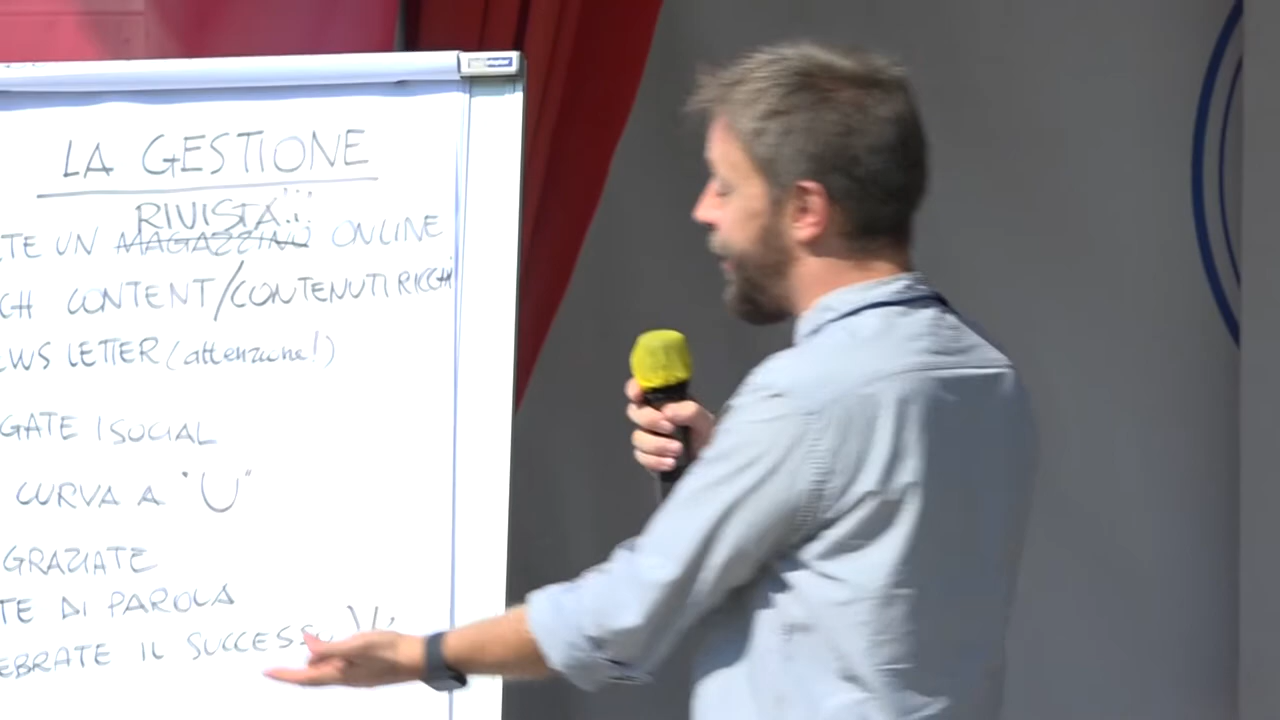 LA GESTIONE
RIVISTA...
TE UN MAGAZZINO ONLINE
CH CONTENT/CONTENUTI RICCHI
EWS LETTER (attenzione!)
GATE I SOCIAL
CURVA A "U"
GRAZIATE
TE DI PAROLA
EBRATE IL SUCCESSO